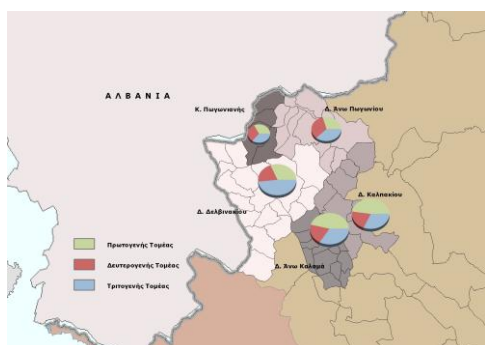 ΑΛΒΑΝΙΑ
Κ. Πωγωνιανής
Δ. Άνω Πωγωνίου
Δ. Καλπακίου
Δ. Δελβινακίου
Δ. Άνω Καλαμά
Πρωτογενής Τομέας
Δευτερογενής Τομέας
Τριτογενής Τομέας